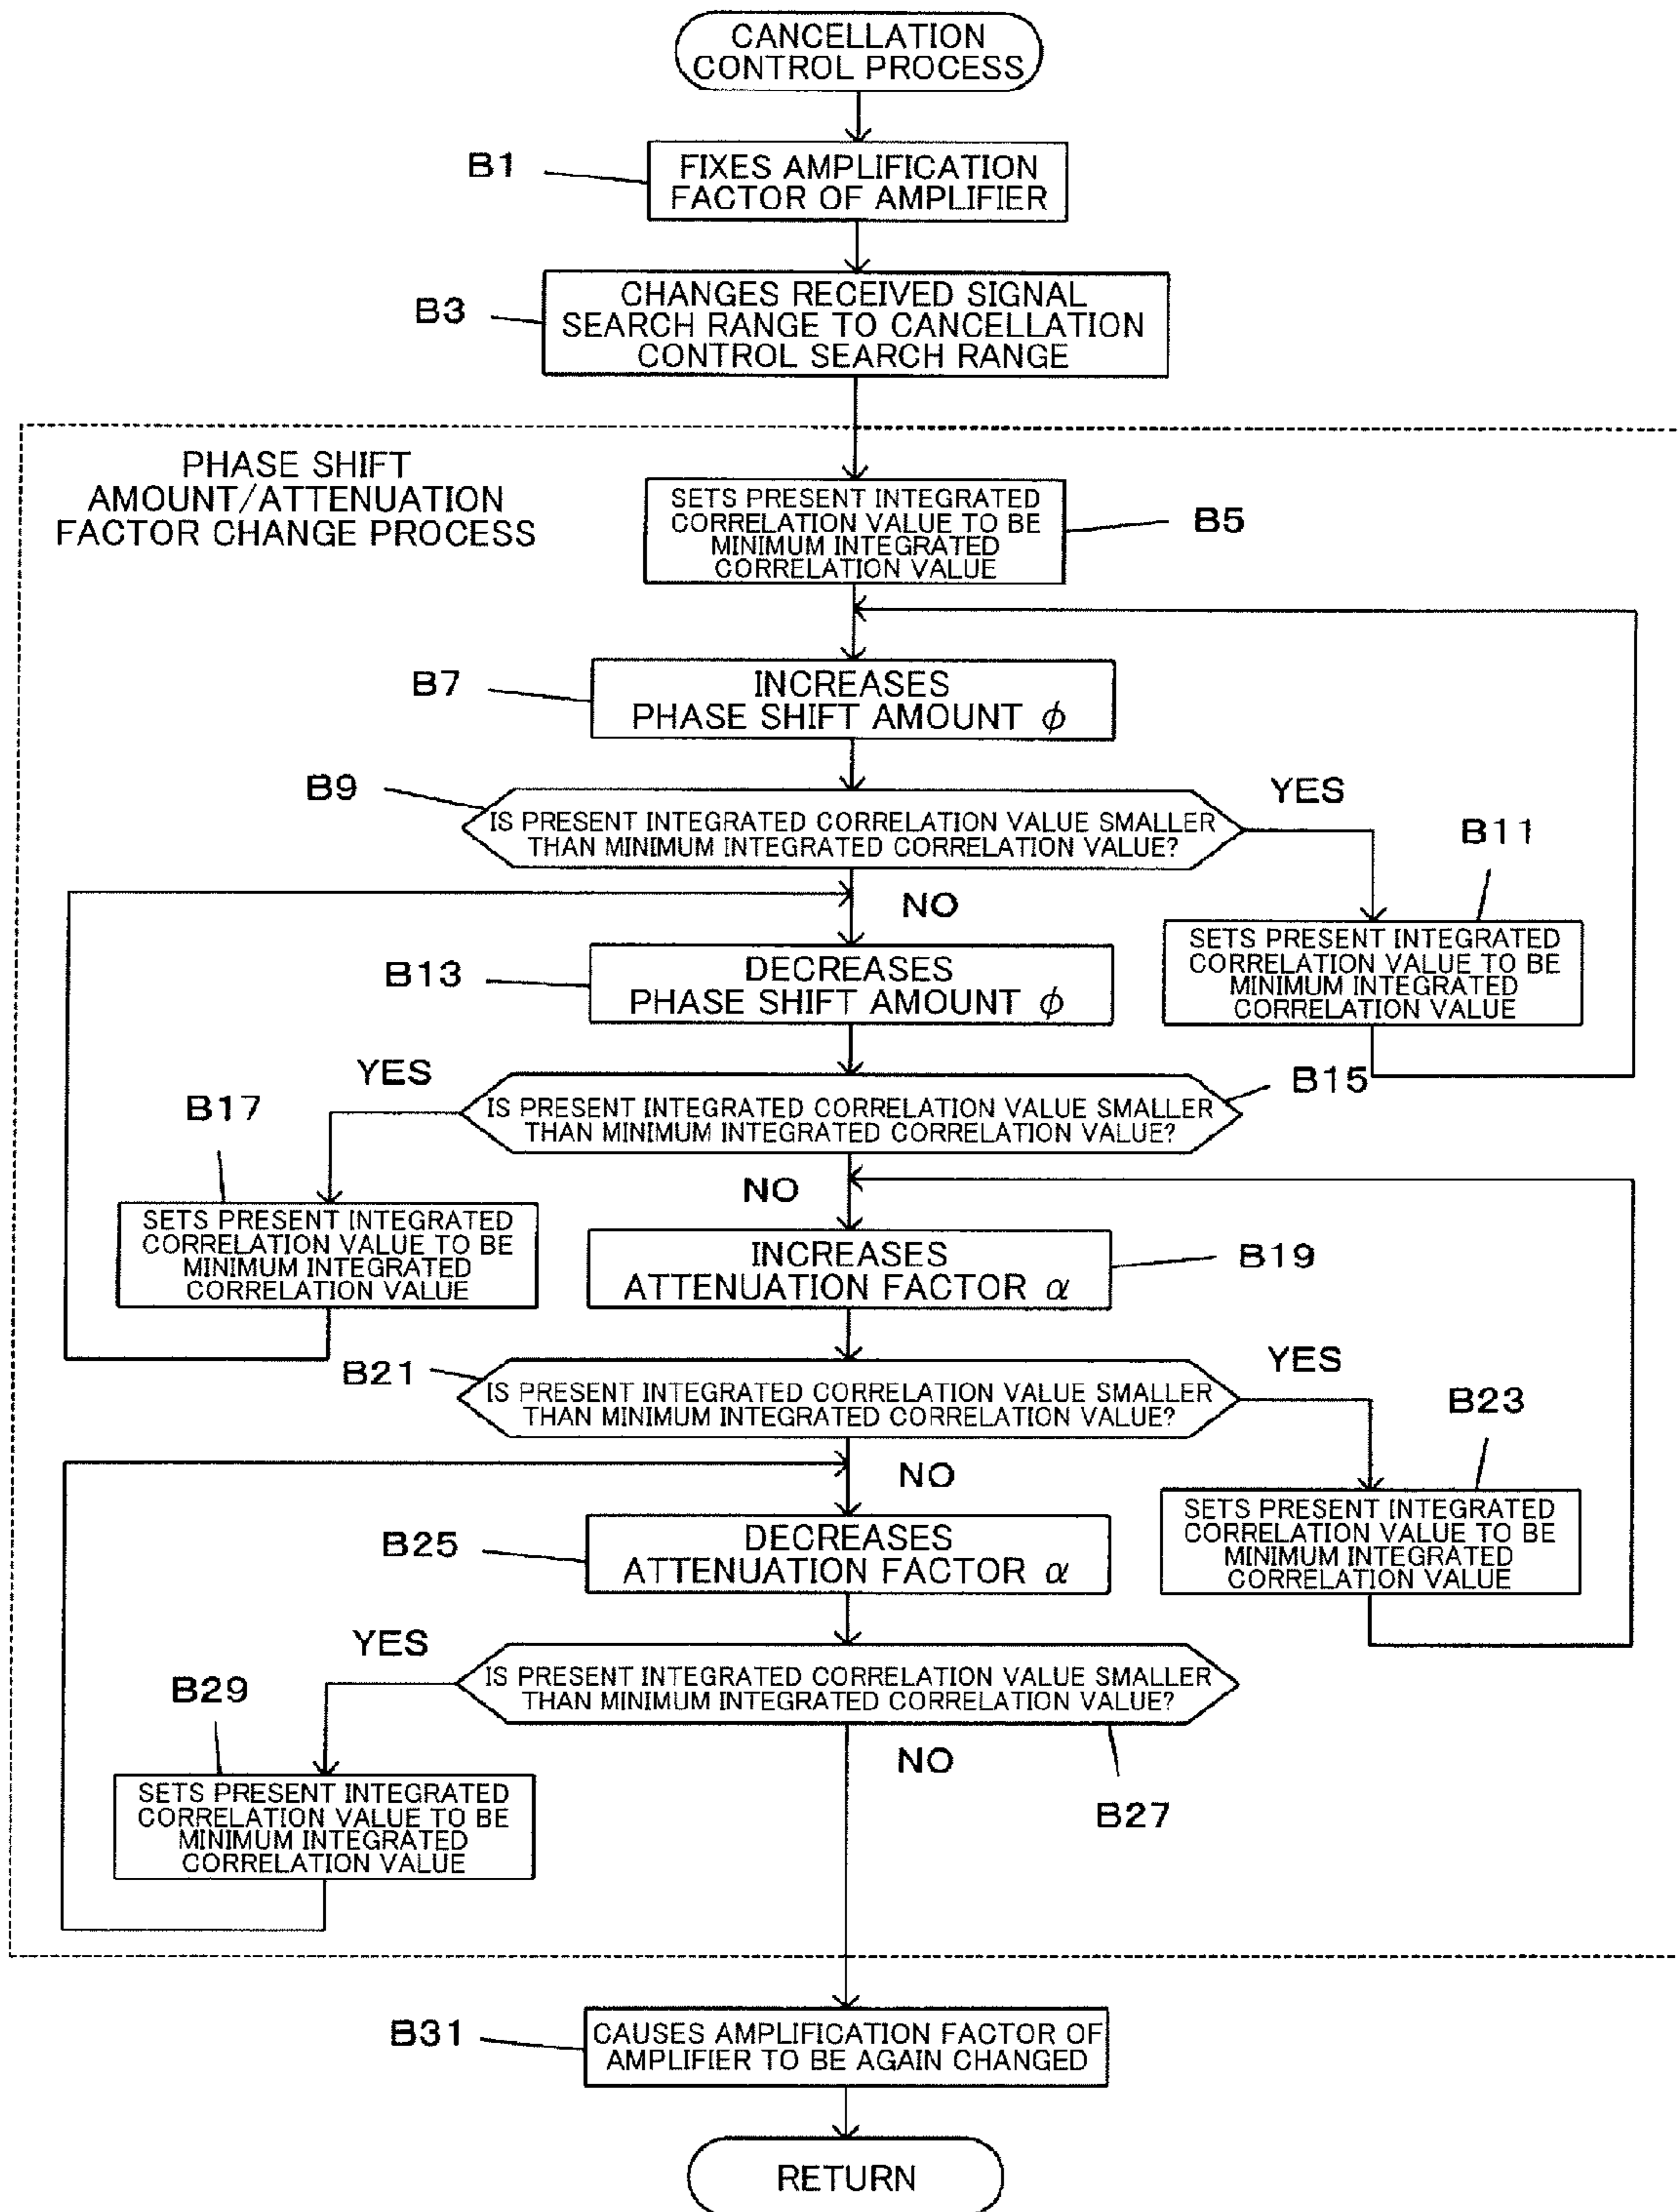 CANCELLATION
CONTROL PROCESS
B1
FIXES AMPLIFICATION
FACTOR OF AMPLIFIER
B3
CHANGES RECEIVED SIGNAL
SEARCH RANGE TO CANCELLATION
CONTROL SEARCH RANGE
PHASE SHIFT
AMOUNT/ATTENUATION
FACTOR CHANGE PROCESS
SETS PRESENT INTEGRATED
CORRELATION VALUE TO BE
MINIMUM INTEGRATED
CORRELATION VALUE
B5
B7
INCREASES
PHASE SHIFT AMOUNT ϕ
B9
IS PRESENT INTEGRATED CORRELATION VALUE SMALLER
THAN MINIMUM INTEGRATED CORRELATION VALUE?
YES
B11
NO
SETS PRESENT INTEGRATED
CORRELATION VALUE TO BE
MINIMUM INTEGRATED
CORRELATION VALUE
B13
DECREASES
PHASE SHIFT AMOUNT ϕ
YES
B15
IS PRESENT INTEGRATED CORRELATION VALUE SMALLER
THAN MINIMUM INTEGRATED CORRELATION VALUE?
B17
NO
SETS PRESENT INTEGRATED
CORRELATION VALUE TO BE
MINIMUM INTEGRATED
CORRELATION VALUE
INCREASES
ATTENUATION FACTOR α
B19
B21
IS PRESENT INTEGRATED CORRELATION VALUE SMALLER
THAN MINIMUM INTEGRATED CORRELATION VALUE?
YES
B23
NO
SETS PRESENT INTEGRATED
CORRELATION VALUE TO BE
MINIMUM INTEGRATED
CORRELATION VALUE
B25
DECREASES
ATTENUATION FACTOR α
YES
IS PRESENT INTEGRATED CORRELATION VALUE SMALLER
THAN MINIMUM INTEGRATED CORRELATION VALUE?
B29
NO
B27
SETS PRESENT INTEGRATED
CORRELATION VALUE TO BE
MINIMUM INTEGRATED
CORRELATION VALUE
B31
CAUSES AMPLIFICATION FACTOR OF
AMPLIFIER TO BE AGAIN CHANGED
RETURN